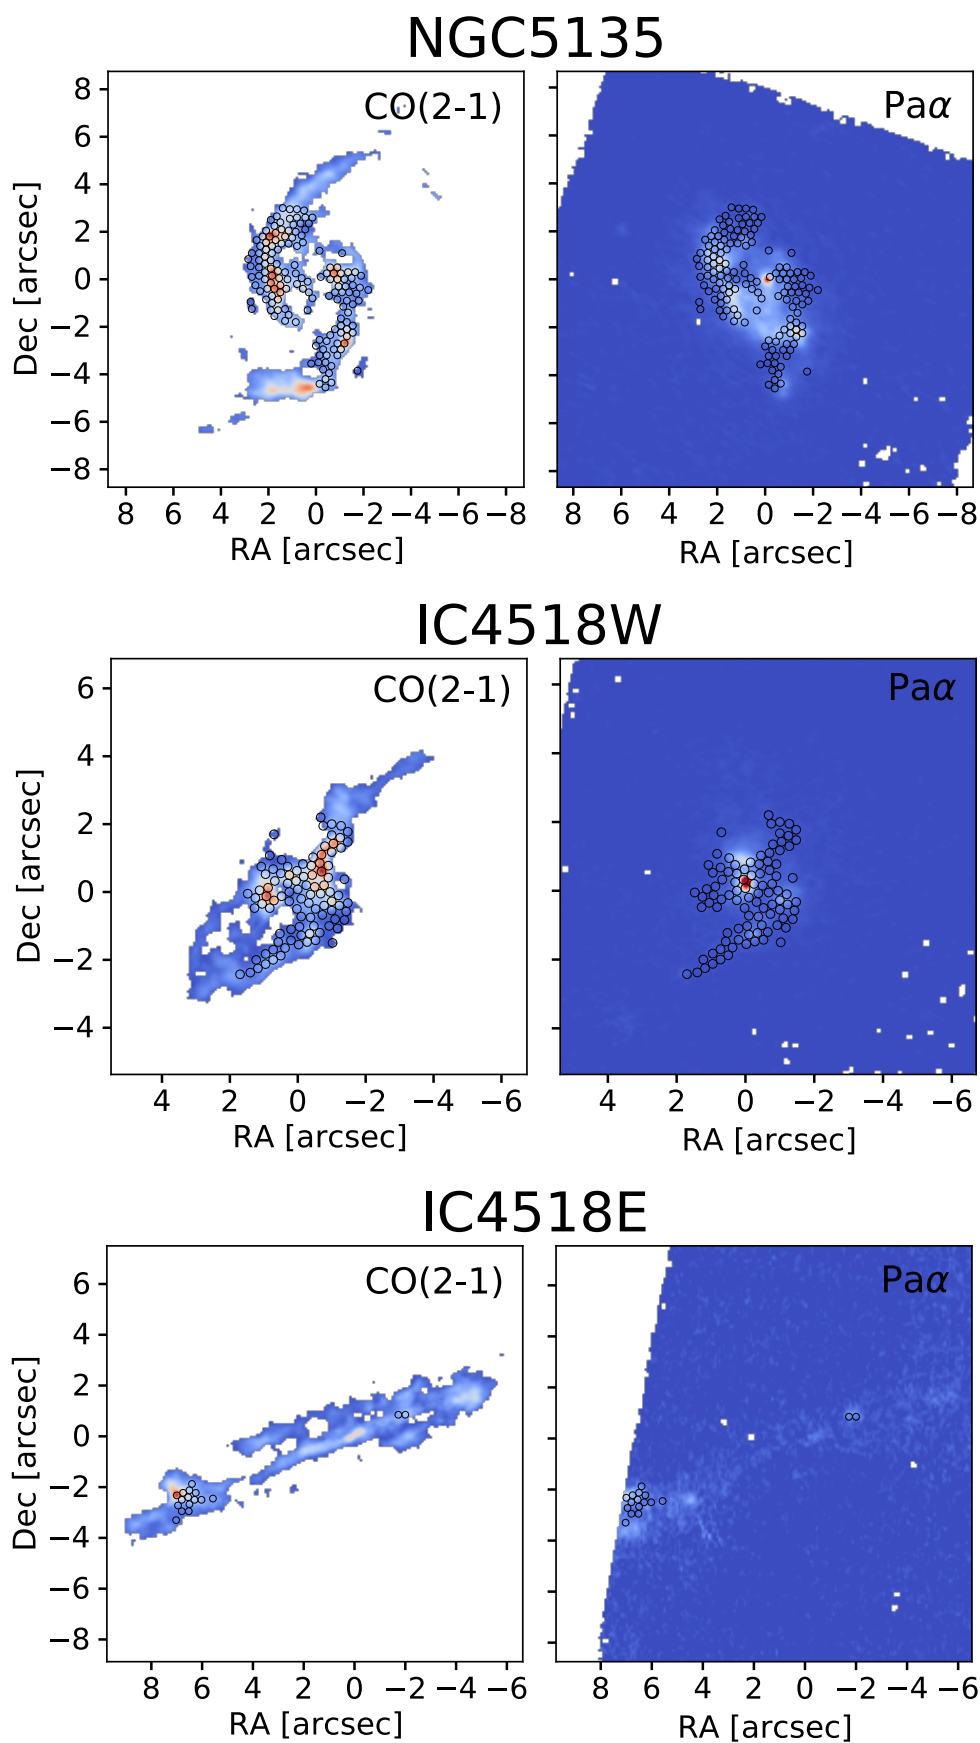 NGC5135
CO(2-1)
Paα
8
6
4
2
0
−2
−4
−6
−8
Dec [arcsec]
8 6 4 2 0 −2 −4 −6 −8
8 6 4 2 0 −2 −4 −6 −8
RA [arcsec]
RA [arcsec]
IC4518W
CO(2-1)
Paα
6
4
2
0
−2
−4
Dec [arcsec]
4 2 0 −2 −4 −6
4 2 0 −2 −4 −6
RA [arcsec]
RA [arcsec]
IC4518E
CO(2-1)
Paα
6
4
2
0
−2
−4
−6
−8
Dec [arcsec]
8 6 4 2 0 −2 −4 −6
8 6 4 2 0 −2 −4 −6
RA [arcsec]
RA [arcsec]